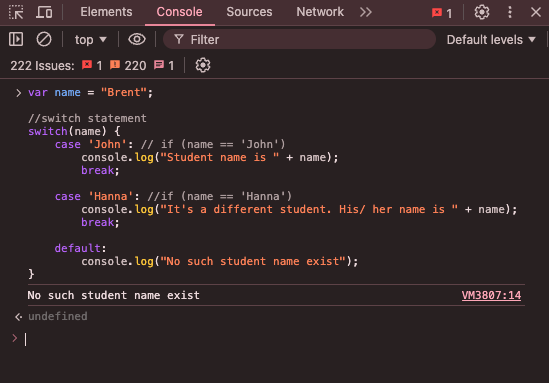 Elements Console Sources Network 1
top Filter Default levels
222 Issues: 1 220 1
var name = "Brent";
//switch statement
switch(name) {
    case 'John': // if (name == 'John')
        console.log("Student name is " + name);
        break;
    case 'Hanna': //if (name == 'Hanna')
        console.log("It's a different student. His/ her name is " + name);
        break;
    default:
        console.log("No such student name exist");
}
No such student name exist VM3807:14
undefined